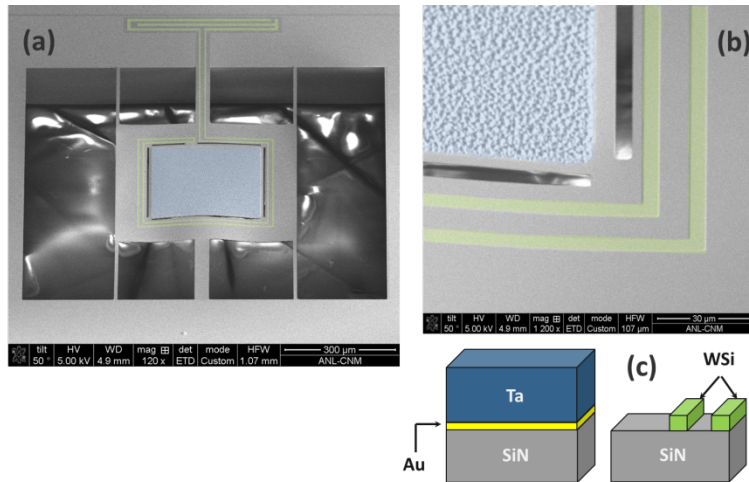 (a)
tilt HV WD mag ⊞ det mode HFW 300 µm
50 ° 5.00 kV 4.9 mm 120 x ETD Custom 1.07 mm ANL-CNM
(b)
tilt HV WD mag ⊞ det mode HFW 30 µm
50 ° 5.00 kV 4.9 mm 1 200 x ETD Custom 107 µm ANL-CNM
(c)
Ta
Au
SiN
WSi
SiN